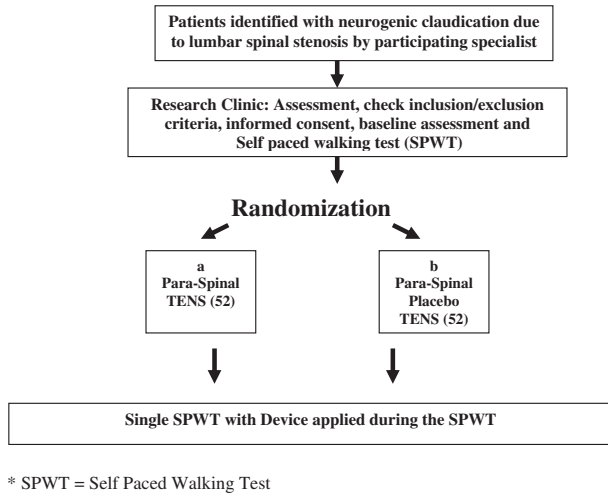 Patients identified with neurogenic claudication due
to lumbar spinal stenosis by participating specialist
Research Clinic: Assessment, check inclusion/exclusion
criteria, informed consent, baseline assessment and
Self paced walking test (SPWT)
Randomization
a
Para-Spinal
TENS (52)
b
Para-Spinal
Placebo
TENS (52)
Single SPWT with Device applied during the SPWT
* SPWT = Self Paced Walking Test